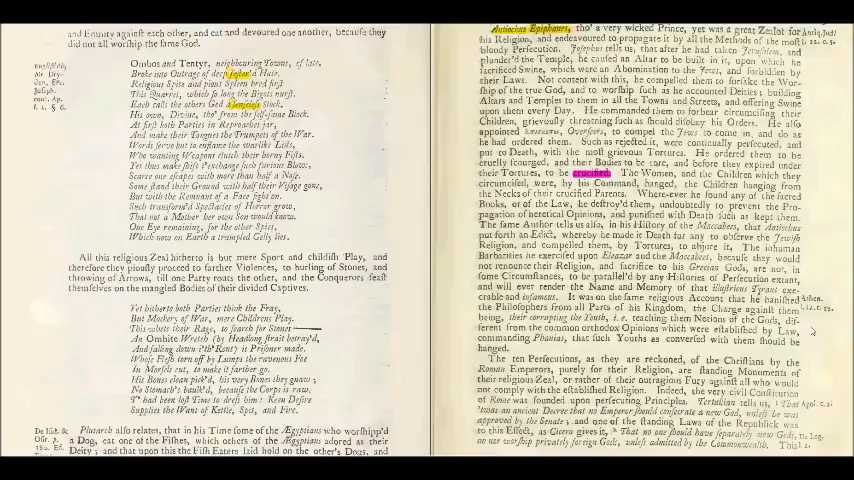 and Enmity against each other, and eat and devoured one another, because they
did not all worship the same God.
Englished by
Mr Dry-
den, Edt.
Joseph.
cont. Ap.
l. 2. § 6.
Ombos and Tentyr, neighbouring Towns, of late,
Broke into Outrage of deep fester'd Hate.
Religious Spite and pious Spleen bred first
This Quarrel, which so long the Bigots nurst.
Each calls the others God a senseless Stock,
His own, Divine, tho' from the self-same Block.
At first both Parties in Reproaches jar,
And make their Tongues the Trumpets of the War.
Words serve but to enflame the warlike Lists,
Who wanting Weapons clutch their horny Fists.
Yet thus make shift t'exchange such furious Blows,
Scarce one escapes with more than half a Nose.
Some stand their Ground with half their Visage gone,
But with the Remnant of a Face fight on.
Such transform'd Spectacles of Horror grow,
That not a Mother her own Son would know.
One Eye remaining, for the other Spies,
Which now on Earth a trampled Gelly lies.
All this religious Zeal hitherto is but mere Sport and childish Play, and
therefore they piously proceed to farther Violences, to hurling of Stones, and
throwing of Arrows, till one Party routs the other, and the Conquerors feast
themselves on the mangled Bodies of their divided Captives.
Yet hitherto both Parties think the Fray,
But Mockery of War, mere Childrens Play.
This whets their Rage, to search for Stones
An Ombite Wretch (by Headlong strait betray'd,
And falling down i'th' Rout) is Prisoner made.
Whose Flesh torn off by Lumps the ravenous Foe
In Morsels cut, to make it farther go.
His Bones clean pick'd, his very Bones they gnaw;
No Stomach's baulk'd, because the Corps is raw.
T' had been lost Time to dress him: Keen Desire
Supplies the Want of Kettle, Spit, and Fire.
De Isid. &
Osir. p.
380. Ed.
Plutarch also relates, that in his Time some of the Ægyptians who worshipp'd
a Dog, eat one of the Fishes, which others of the Ægyptians adored as their
Deity; and that upon this the Fish Eaters laid hold on the other's Dogs, and
Antiochus Epiphanes, tho' a very wicked Prince, yet was a great Zealot for
his Religion, and endeavoured to propagate it by all the Methods of the most
bloody Persecution. Josephus tells us, that after he had taken Jerusalem, and
plunder'd the Temple, he caused an Altar to be built in it, upon which he
sacrificed Swine, which were an Abomination to the Jews, and forbidden by
their Laws. Not content with this, he compelled them to forsake the Wor-
ship of the true God, and to worship such as he accounted Deities; building
Altars and Temples to them in all the Towns and Streets, and offering Swine
upon them every Day. He commanded them to forbear circumcising their
Children, grievously threatning such as should disobey his Orders. He also
appointed Overseers, to compel the Jews to come in, and do as
he had ordered them. Such as rejected it, were continually persecuted, and
put to Death, with the most grievous Tortures. He ordered them to be
cruelly scourged, and their Bodies to be tore, and before they expired under
their Tortures, to be crucified. The Women, and the Children which they
circumcised, were, by his Command, hanged, the Children hanging from
the Necks of their crucified Parents. Where-ever he found any of the sacred
Books, or of the Law, he destroy'd them, undoubtedly to prevent the Pro-
pagation of heretical Opinions, and punished with Death such as kept them.
The same Author tells us also, in his History of the Maccabees, that Antiochus
put forth an Edict, whereby he made it Death for any to observe the Jewish
Religion, and compelled them, by Tortures, to abjure it. The inhuman
Barbarities he exercised upon Eleazar and the Maccabees, because they would
not renounce their Religion, and sacrifice to his Grecian Gods, are not, in
some Circumstances, to be parallel'd by any Histories of Persecution extant,
and will ever render the Name and Memory of that illustrious Tyrant exe-
crable and infamous. It was on the same religious Account that he banished
the Philosophers from all Parts of his Kingdom, the Charge against them
being, their corrupting the Youth, i.e. teaching them Notions of the Gods, dif-
ferent from the common orthodox Opinions which were established by Law,
commanding Phanias, that such Youths as conversed with them should be
hanged.
The ten Persecutions, as they are reckoned, of the Christians by the
Roman Emperors, purely for their Religion, are standing Monuments of
their religious Zeal, or rather of their outragious Fury against all who would
not comply with the established Religion. Indeed, the very civil Constitution
of Rome was founded upon persecuting Principles. Tertullian tells us, That
'twas an ancient Decree that no Emperor should consecrate a new God, unless he was
approved by the Senate; and one of the standing Laws of the Republick was
to this Effect, as Cicero gives it, That no one should have separately new Gods,
no nor worship privately foreign Gods, unless admitted by the Commonwealth. This
Antiq. Jud.
l. 12. c. 5.
Athen.
l. 12. c. 12.
Apol. c. 2.
De Leg.
l. 2.